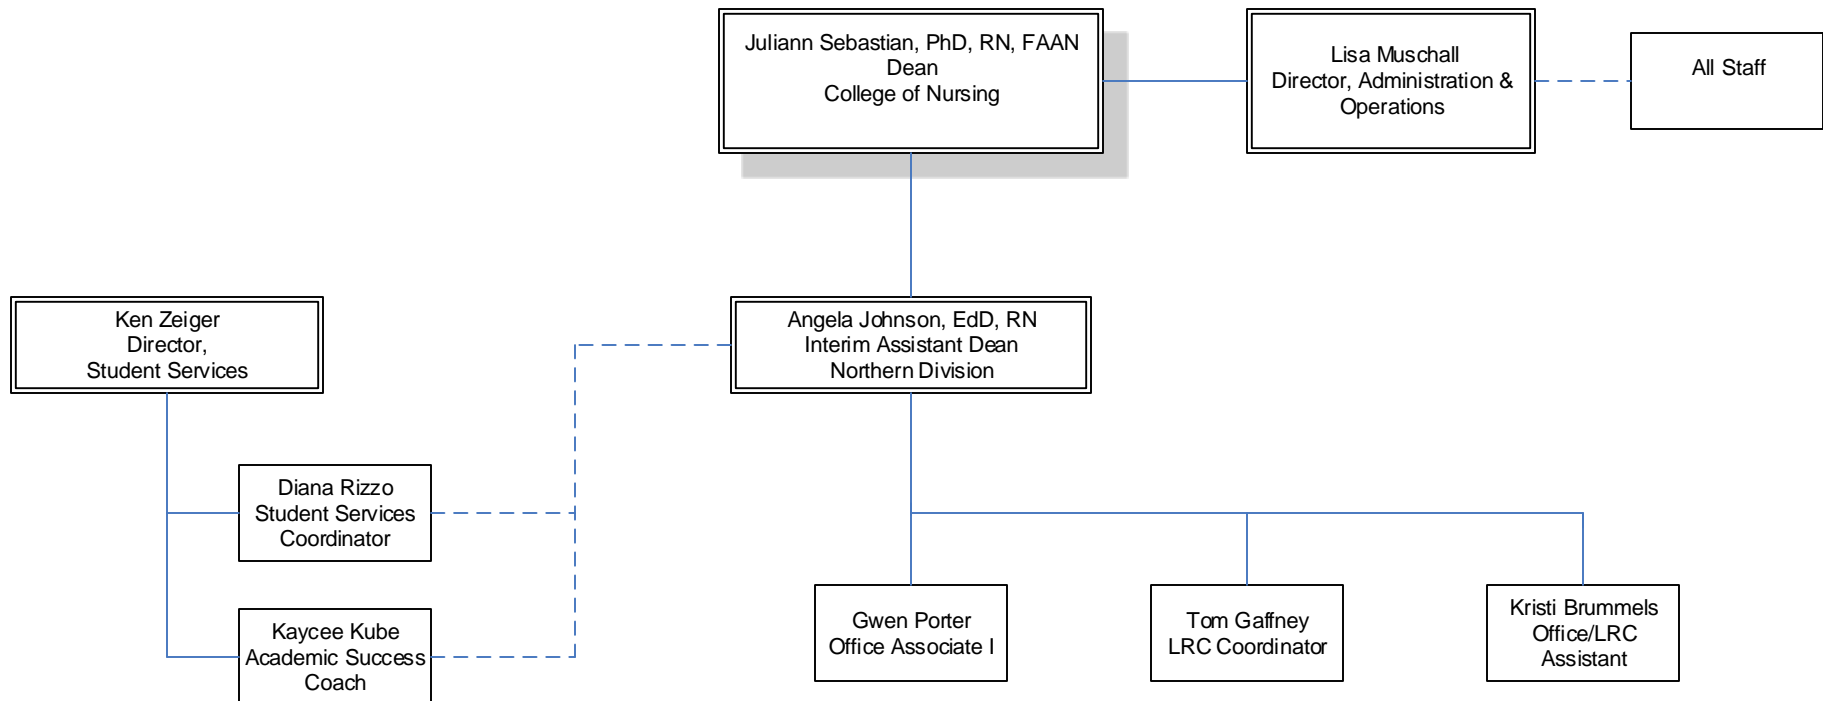 Juliann Sebastian, PhD, RN, FAAN
Dean
College of Nursing
Lisa Muschall
Director, Administration &
Operations
All Staff
Ken Zeiger
Director,
Student Services
Angela Johnson, EdD, RN
Interim Assistant Dean
Northern Division
Diana Rizzo
Student Services
Coordinator
Kaycee Kube
Academic Success
Coach
Gwen Porter
Office Associate I
Tom Gaffney
LRC Coordinator
Kristi Brummels
Office/LRC
Assistant